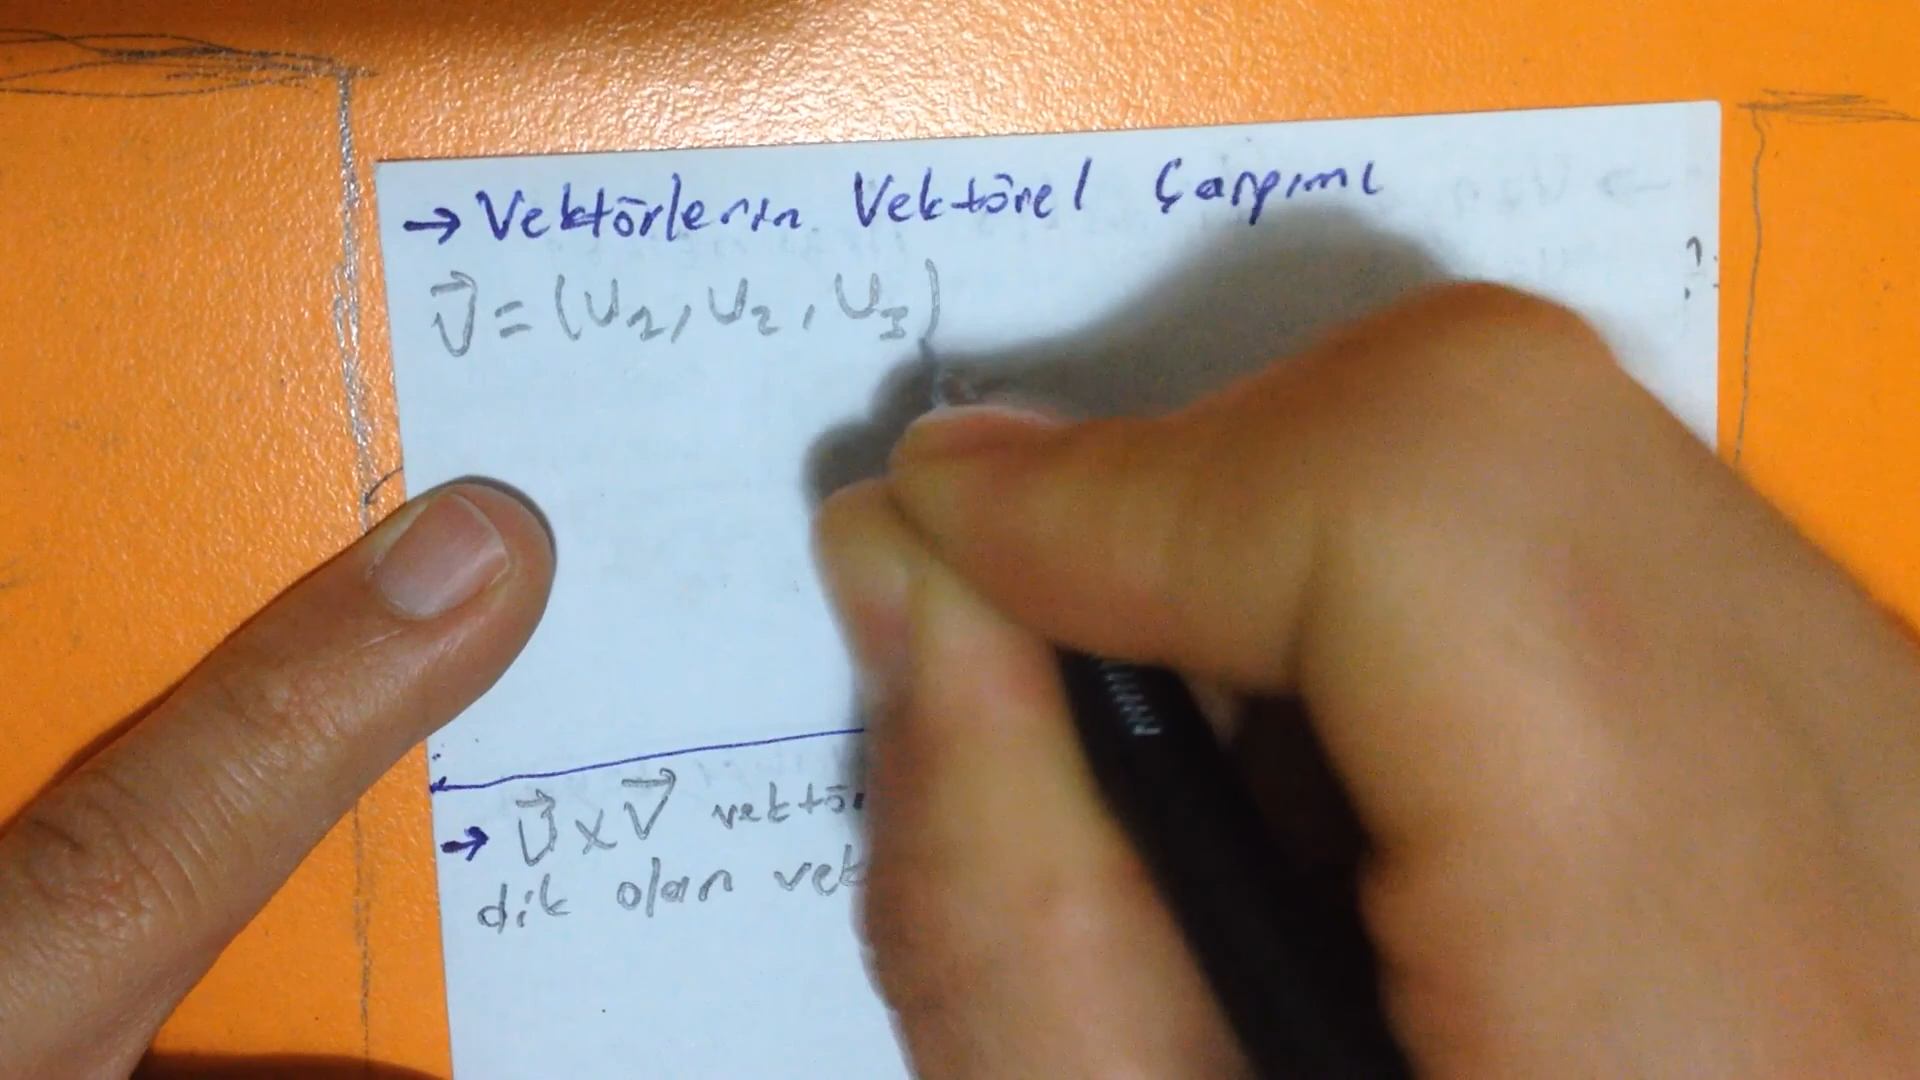 → Vektörlerin Vektörel Çarpımı
U⃗ = (U₁, U₂, U₃)
→ U⃗ x V⃗ vektö
dik olan vek